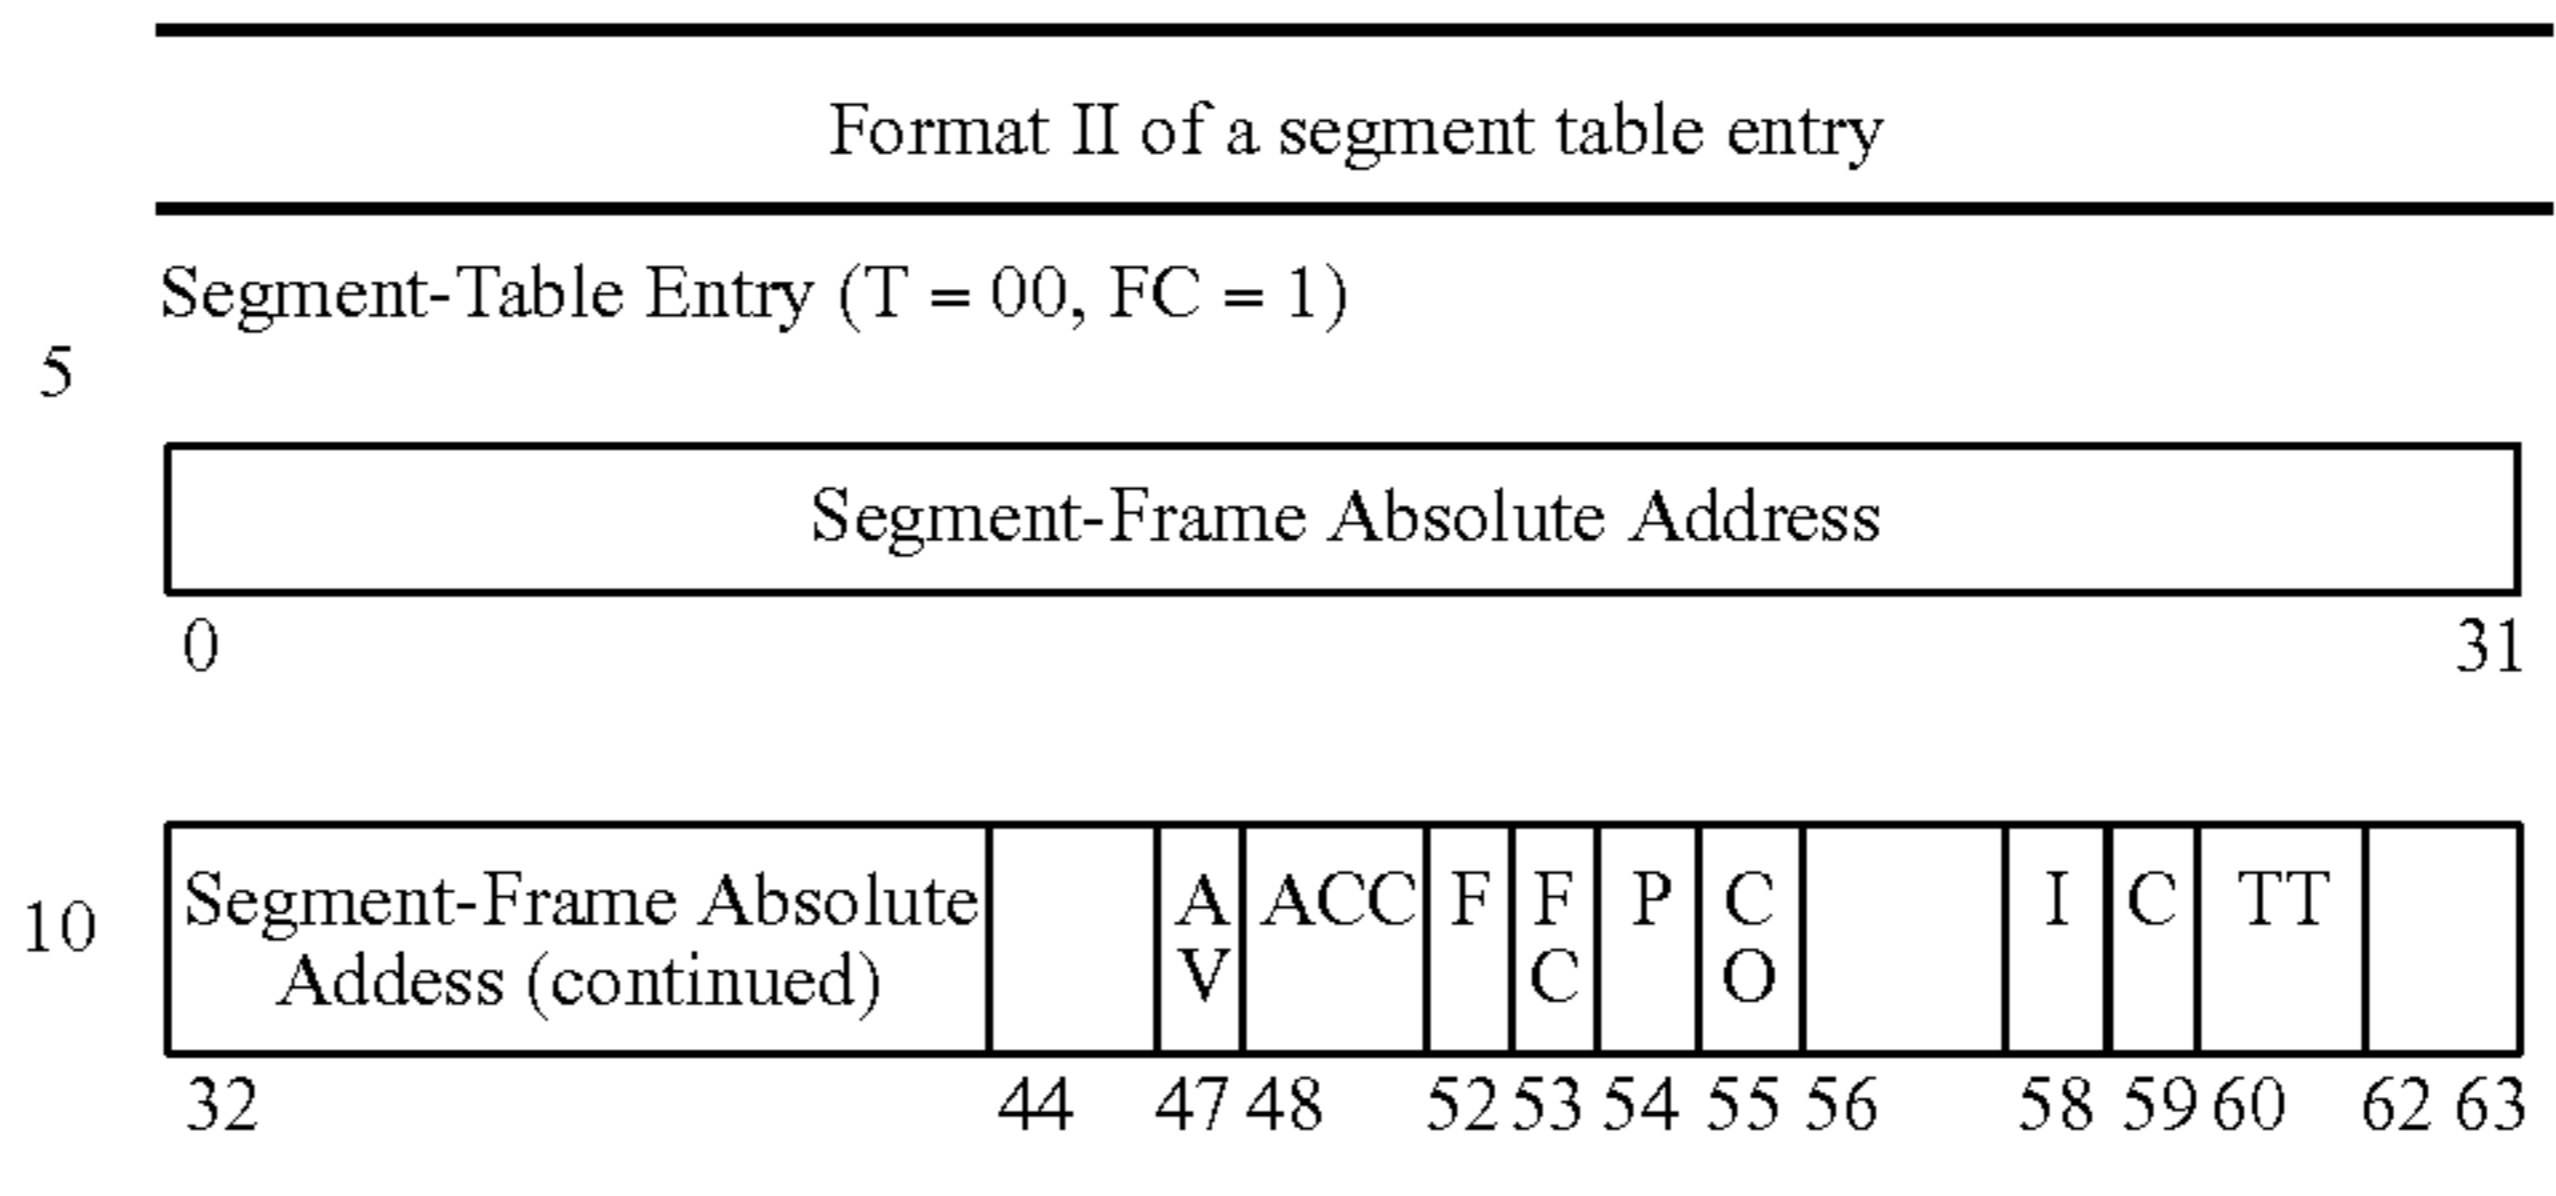 Format II of a segment table entry
Segment-Table Entry (T = 00, FC = 1)
5
Segment-Frame Absolute Address
0 31
10
Segment-Frame Absolute Addess (continued)
A V
ACC
F
F C
P
C O
I
C
TT
32 44 47 48 52 53 54 55 56 58 59 60 62 63